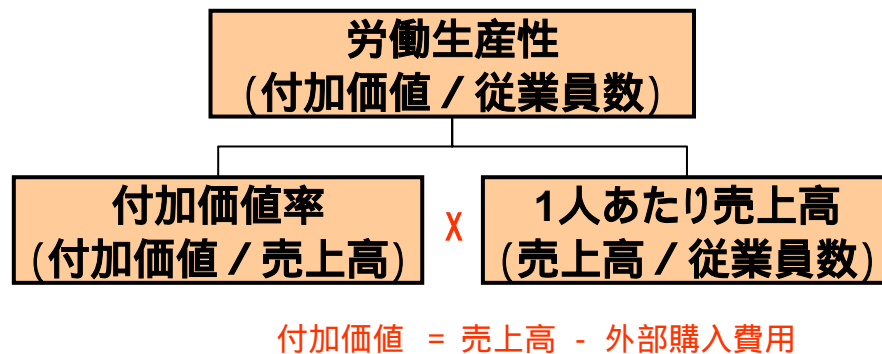 労働生産性
(付加価値 / 従業員数)
付加価値率
(付加価値 / 売上高)
X
1人あたり売上高
(売上高 / 従業員数)
付加価値 = 売上高 - 外部購入費用